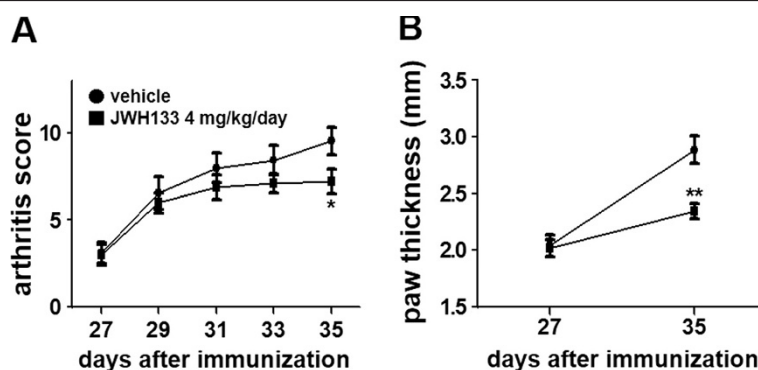 A
arthritis score
10
5
0
vehicle
JWH133 4 mg/kg/day
*
27 29 31 33 35
days after immunization
B
paw thickness (mm)
3.5
3.0
2.5
2.0
1.5
**
27 35
days after immunization